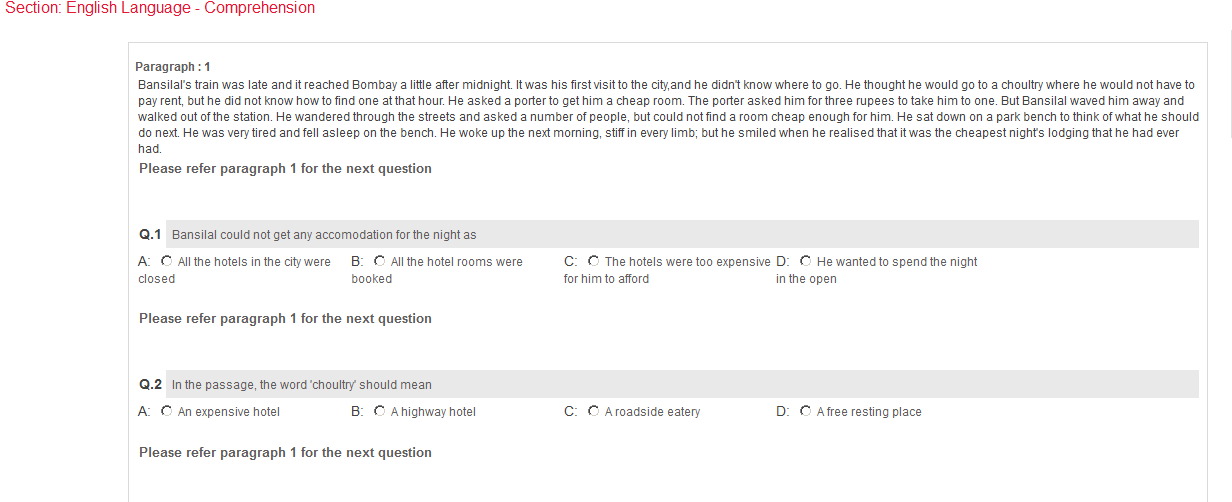 Section: English Language - Comprehension
Paragraph : 1
Bansilal's train was late and it reached Bombay a little after midnight. It was his first visit to the city,and he didn't know where to go. He thought he would go to a choultry where he would not have to
pay rent, but he did not know how to find one at that hour. He asked a porter to get him a cheap room. The porter asked him for three rupees to take him to one. But Bansilal waved him away and
walked out of the station. He wandered through the streets and asked a number of people, but could not find a room cheap enough for him. He sat down on a park bench to think of what he should
do next. He was very tired and fell asleep on the bench. He woke up the next morning, stiff in every limb; but he smiled when he realised that it was the cheapest night's lodging that he had ever
had.
Please refer paragraph 1 for the next question
Q.1 Bansilal could not get any accomodation for the night as
A: All the hotels in the city were closed
B: All the hotel rooms were booked
C: The hotels were too expensive for him to afford
D: He wanted to spend the night in the open
Please refer paragraph 1 for the next question
Q.2 In the passage, the word 'choultry' should mean
A: An expensive hotel
B: A highway hotel
C: A roadside eatery
D: A free resting place
Please refer paragraph 1 for the next question